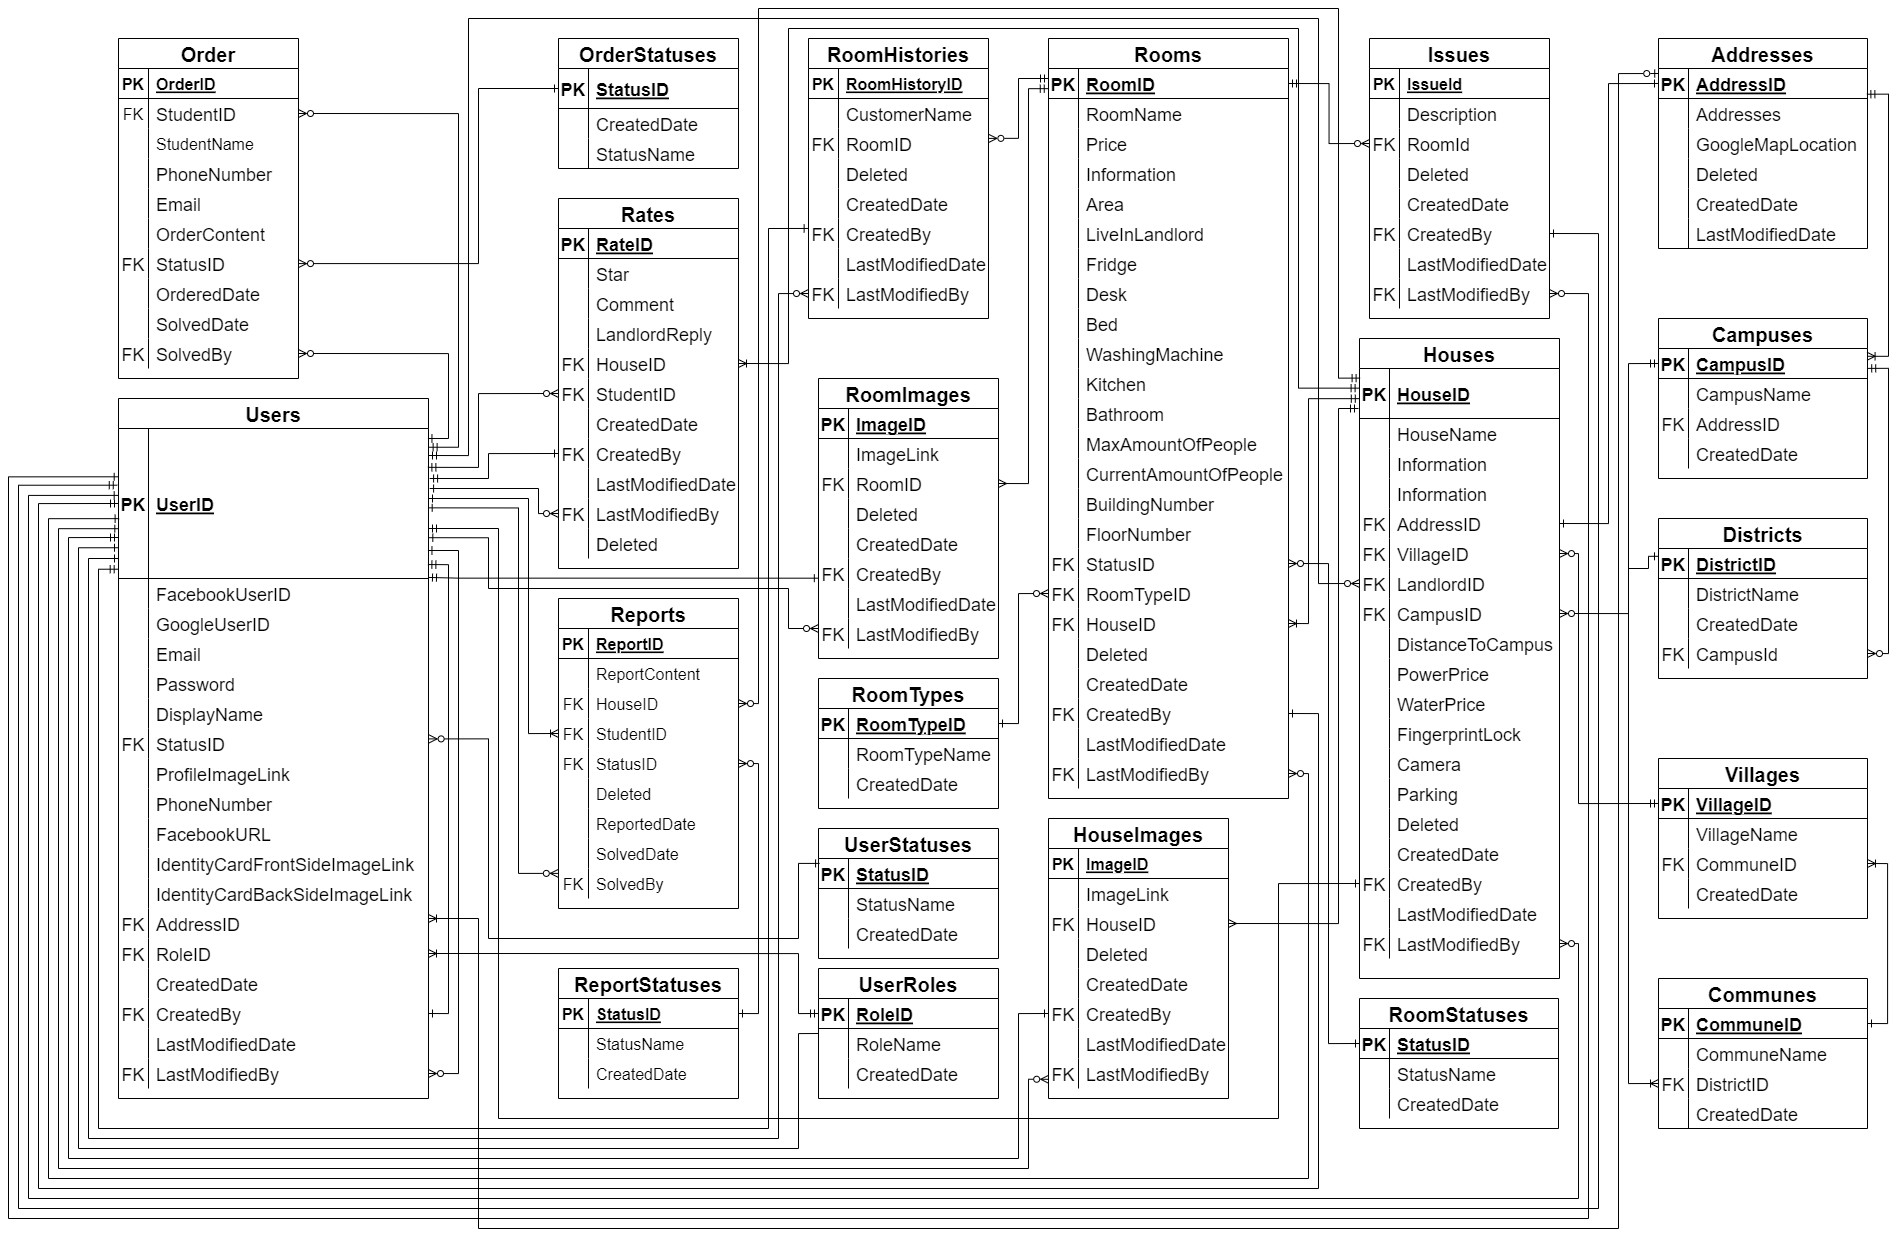 Order
PK OrderID
FK StudentID
StudentName
PhoneNumber
Email
OrderContent
FK StatusID
OrderedDate
SolvedDate
FK SolvedBy
Users
PK UserID
FacebookUserID
GoogleUserID
Email
Password
DisplayName
FK StatusID
ProfileImageLink
PhoneNumber
FacebookURL
IdentityCardFrontSideImageLink
IdentityCardBackSideImageLink
FK AddressID
FK RoleID
CreatedDate
FK CreatedBy
LastModifiedDate
FK LastModifiedBy
OrderStatuses
PK StatusID
CreatedDate
StatusName
Rates
PK RateID
Star
Comment
LandlordReply
FK HouseID
FK StudentID
CreatedDate
FK CreatedBy
LastModifiedDate
FK LastModifiedBy
Deleted
Reports
PK ReportID
ReportContent
FK HouseID
FK StudentID
FK StatusID
Deleted
ReportedDate
SolvedDate
FK SolvedBy
ReportStatuses
PK StatusID
StatusName
CreatedDate
RoomHistories
PK RoomHistoryID
CustomerName
FK RoomID
Deleted
CreatedDate
FK CreatedBy
LastModifiedDate
FK LastModifiedBy
RoomImages
PK ImageID
ImageLink
FK RoomID
Deleted
CreatedDate
FK CreatedBy
LastModifiedDate
FK LastModifiedBy
RoomTypes
PK RoomTypeID
RoomTypeName
CreatedDate
UserStatuses
PK StatusID
StatusName
CreatedDate
UserRoles
PK RoleID
RoleName
CreatedDate
Rooms
PK RoomID
RoomName
Price
Information
Area
LiveInLandlord
Fridge
Desk
Bed
WashingMachine
Kitchen
Bathroom
MaxAmountOfPeople
CurrentAmountOfPeople
BuildingNumber
FloorNumber
FK StatusID
FK RoomTypeID
FK HouseID
Deleted
CreatedDate
FK CreatedBy
LastModifiedDate
FK LastModifiedBy
HouseImages
PK ImageID
ImageLink
FK HouseID
Deleted
CreatedDate
FK CreatedBy
LastModifiedDate
FK LastModifiedBy
Issues
PK IssueId
Description
FK RoomId
Deleted
CreatedDate
FK CreatedBy
LastModifiedDate
FK LastModifiedBy
Houses
PK HouseID
HouseName
Information
Information
FK AddressID
FK VillageID
FK LandlordID
FK CampusID
DistanceToCampus
PowerPrice
WaterPrice
FingerprintLock
Camera
Parking
Deleted
CreatedDate
FK CreatedBy
LastModifiedDate
FK LastModifiedBy
RoomStatuses
PK StatusID
StatusName
CreatedDate
Addresses
PK AddressID
Addresses
GoogleMapLocation
Deleted
CreatedDate
LastModifiedDate
Campuses
PK CampusID
CampusName
FK AddressID
CreatedDate
Districts
PK DistrictID
DistrictName
CreatedDate
FK CampusId
Villages
PK VillageID
VillageName
FK CommuneID
CreatedDate
Communes
PK CommuneID
CommuneName
FK DistrictID
CreatedDate